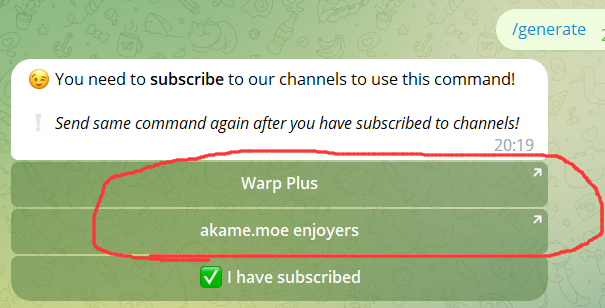 /generate
😉 You need to subscribe to our channels to use this command!
❕ Send same command again after you have subscribed to channels!
20:19
Warp Plus
akame.moe enjoyers
✅ I have subscribed